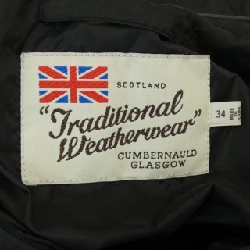 SCOTLAND
"Traditional
Weatherwear"
CUMBERNAULD
GLASGOW
34